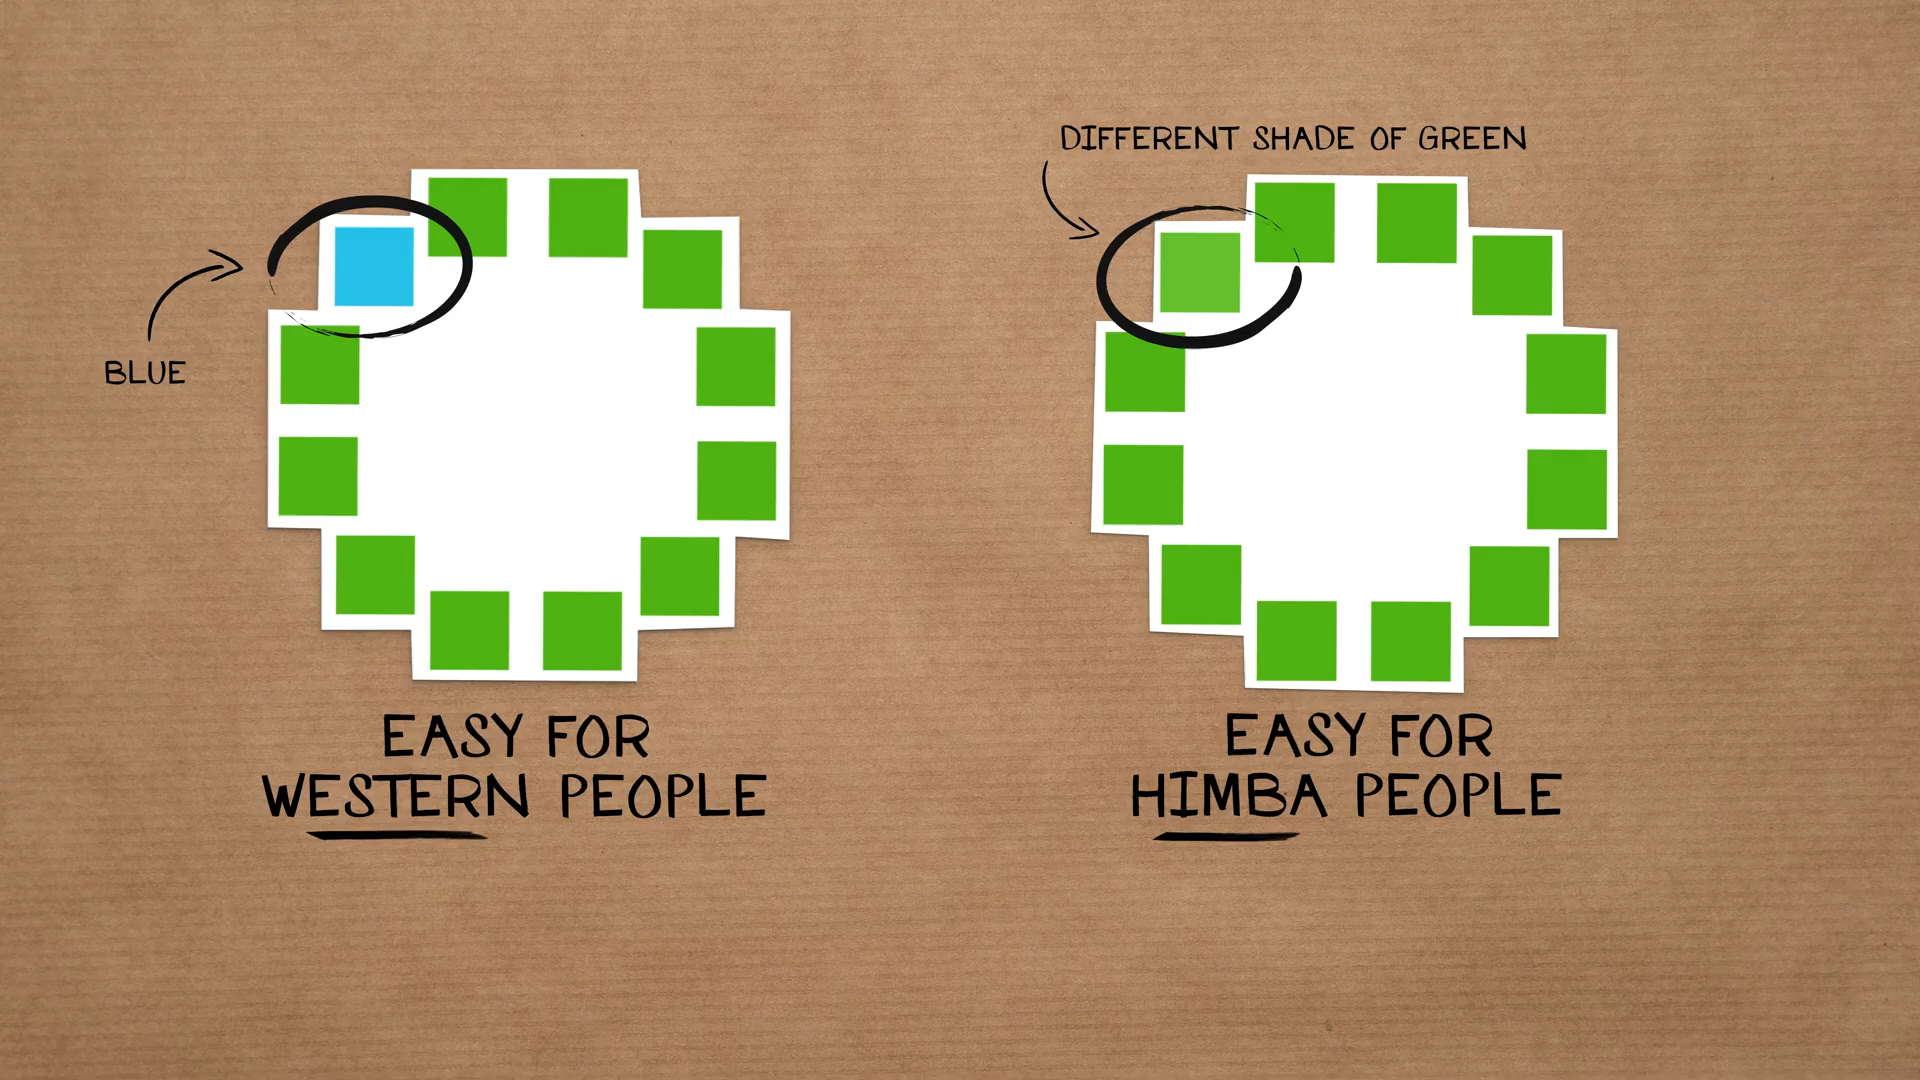 DIFFERENT SHADE OF GREEN
BLUE
EASY FOR
WESTERN PEOPLE
EASY FOR
HIMBA PEOPLE